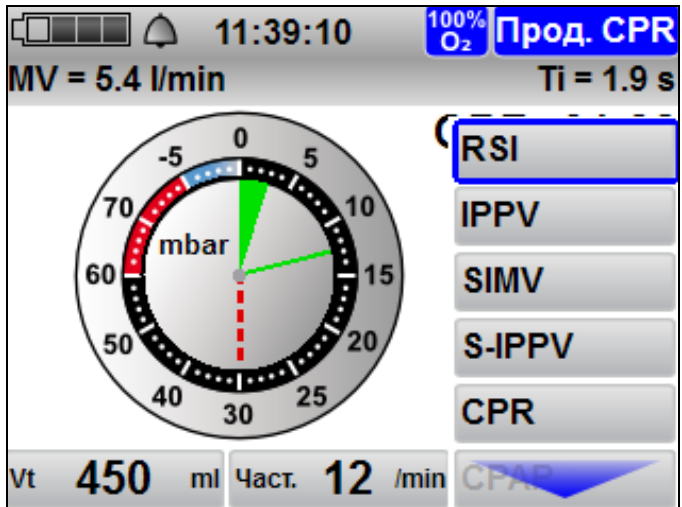 11:39:10
100%
O₂
Прод. CPR
MV = 5.4 l/min
Ti = 1.9 s
RSI
IPPV
SIMV
S-IPPV
CPR
CPAP
0
5
10
15
20
25
30
40
50
60
70
-5
mbar
Vt 450 ml
Част. 12 /min